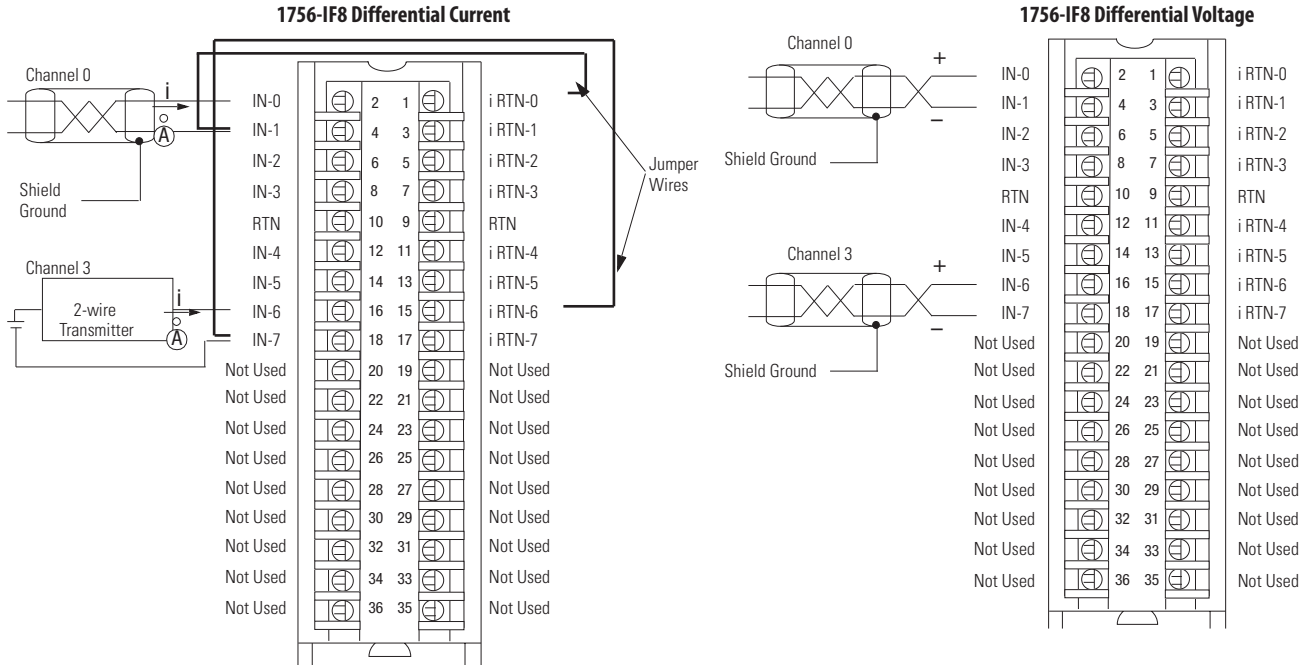 1756-IF8 Differential Current
Channel 0
i
A
Shield
Ground
Channel 3
2-wire
Transmitter
i
A
IN-0 2 1 i RTN-0
IN-1 4 3 i RTN-1
IN-2 6 5 i RTN-2
IN-3 8 7 i RTN-3
RTN 10 9 RTN
IN-4 12 11 i RTN-4
IN-5 14 13 i RTN-5
IN-6 16 15 i RTN-6
IN-7 18 17 i RTN-7
Not Used 20 19 Not Used
Not Used 22 21 Not Used
Not Used 24 23 Not Used
Not Used 26 25 Not Used
Not Used 28 27 Not Used
Not Used 30 29 Not Used
Not Used 32 31 Not Used
Not Used 34 33 Not Used
Not Used 36 35 Not Used
Jumper
Wires
1756-IF8 Differential Voltage
Channel 0
+
–
Shield Ground
Channel 3
+
–
Shield Ground
IN-0 2 1 i RTN-0
IN-1 4 3 i RTN-1
IN-2 6 5 i RTN-2
IN-3 8 7 i RTN-3
RTN 10 9 RTN
IN-4 12 11 i RTN-4
IN-5 14 13 i RTN-5
IN-6 16 15 i RTN-6
IN-7 18 17 i RTN-7
Not Used 20 19 Not Used
Not Used 22 21 Not Used
Not Used 24 23 Not Used
Not Used 26 25 Not Used
Not Used 28 27 Not Used
Not Used 30 29 Not Used
Not Used 32 31 Not Used
Not Used 34 33 Not Used
Not Used 36 35 Not Used